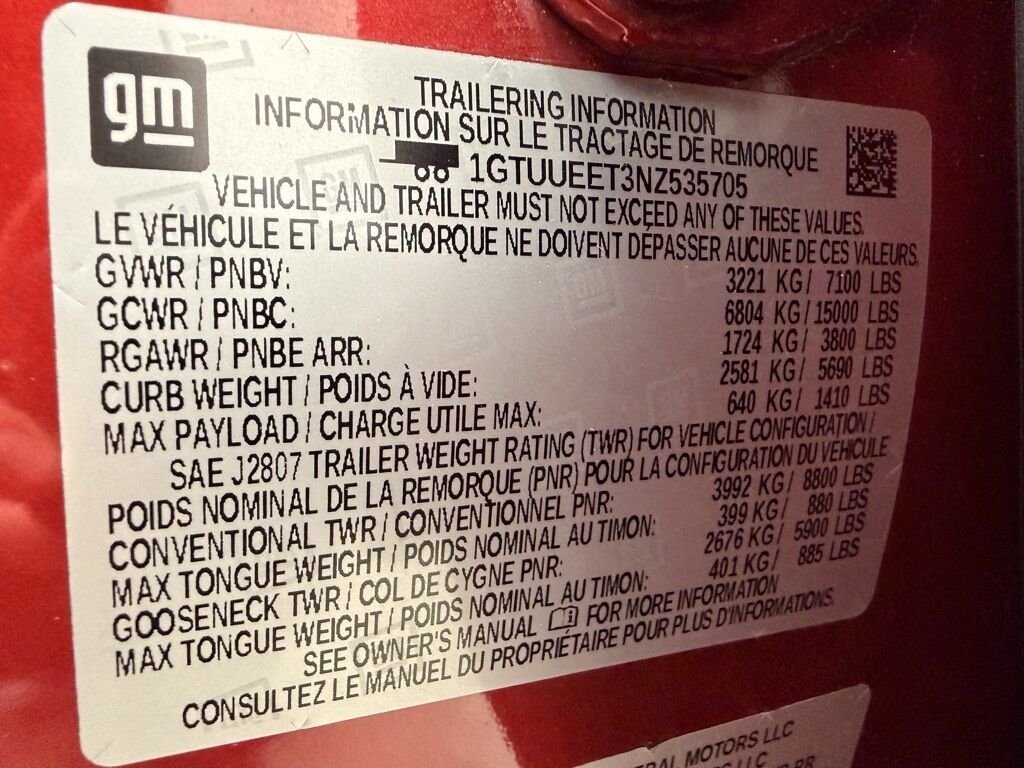 gm
TRAILERING INFORMATION
INFORMATION SUR LE TRACTAGE DE REMORQUE
1GTUUEET3NZ535705
VEHICLE AND TRAILER MUST NOT EXCEED ANY OF THESE VALUES.
LE VÉHICULE ET LA REMORQUE NE DOIVENT DÉPASSER AUCUNE DE CES VALEURS.
GVWR / PNBV: 3221 KG / 7100 LBS
GCWR / PNBC: 6804 KG / 15000 LBS
RGAWR / PNBE ARR: 1724 KG / 3800 LBS
CURB WEIGHT / POIDS À VIDE: 2581 KG / 5690 LBS
MAX PAYLOAD / CHARGE UTILE MAX: 640 KG / 1410 LBS
SAE J2807 TRAILER WEIGHT RATING (TWR) FOR VEHICLE CONFIGURATION /
POIDS NOMINAL DE LA REMORQUE (PNR) POUR LA CONFIGURATION DU VÉHICULE
CONVENTIONAL TWR / CONVENTIONNEL PNR: 3992 KG / 8800 LBS
MAX TONGUE WEIGHT / POIDS NOMINAL AU TIMON: 399 KG / 880 LBS
GOOSENECK TWR / COL DE CYGNE PNR: 2676 KG / 5900 LBS
MAX TONGUE WEIGHT / POIDS NOMINAL AU TIMON: 401 KG / 885 LBS
SEE OWNER'S MANUAL FOR MORE INFORMATION
CONSULTEZ LE MANUEL DU PROPRIÉTAIRE POUR PLUS D'INFORMATIONS.
MOTORS LLC
LLC